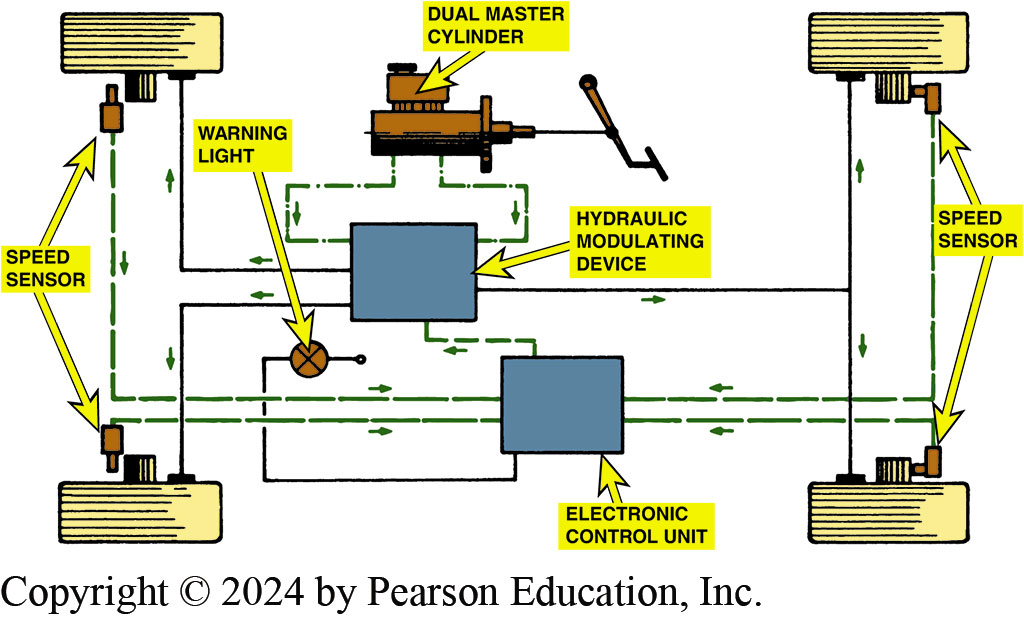 DUAL MASTER
CYLINDER
WARNING
LIGHT
HYDRAULIC
MODULATING
DEVICE
SPEED
SENSOR
SPEED
SENSOR
ELECTRONIC
CONTROL UNIT
Copyright © 2024 by Pearson Education, Inc.